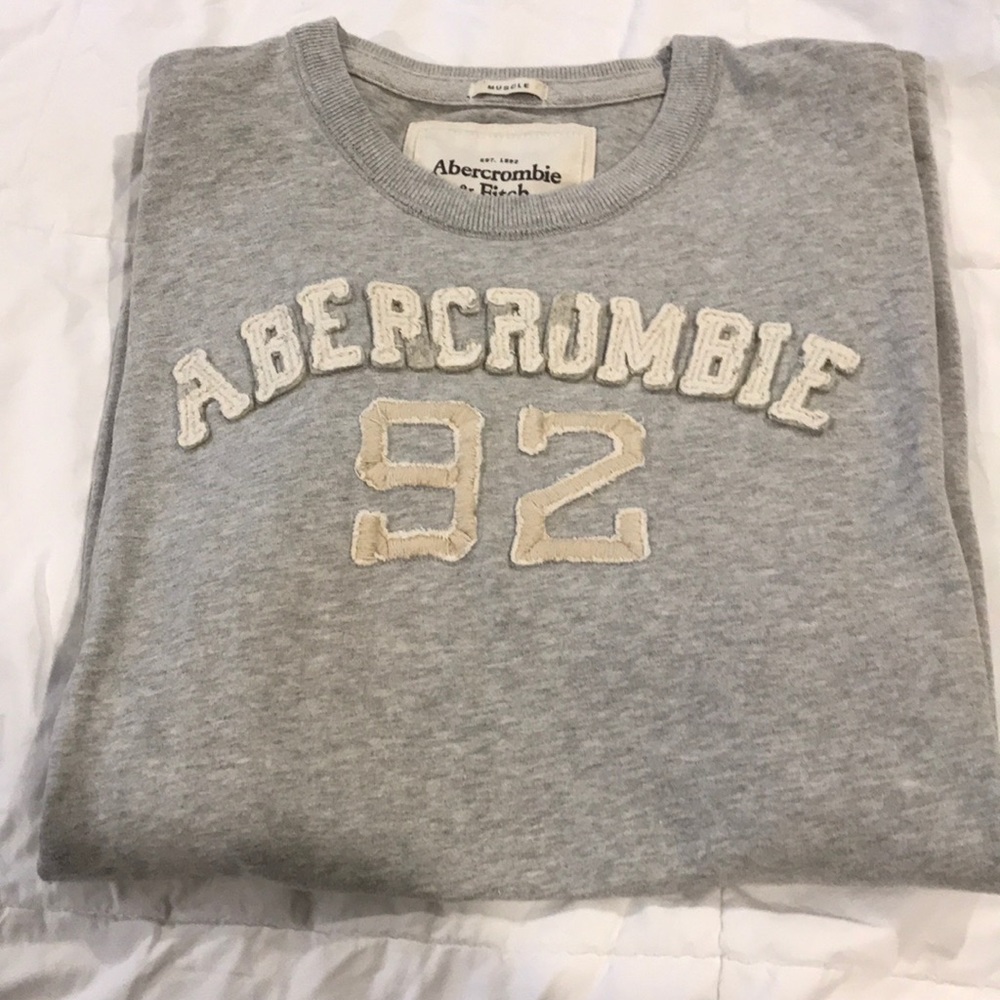 MUSCLE
EST. 1892
Abercrombie
& Fitch
ABERCROMBIE
92